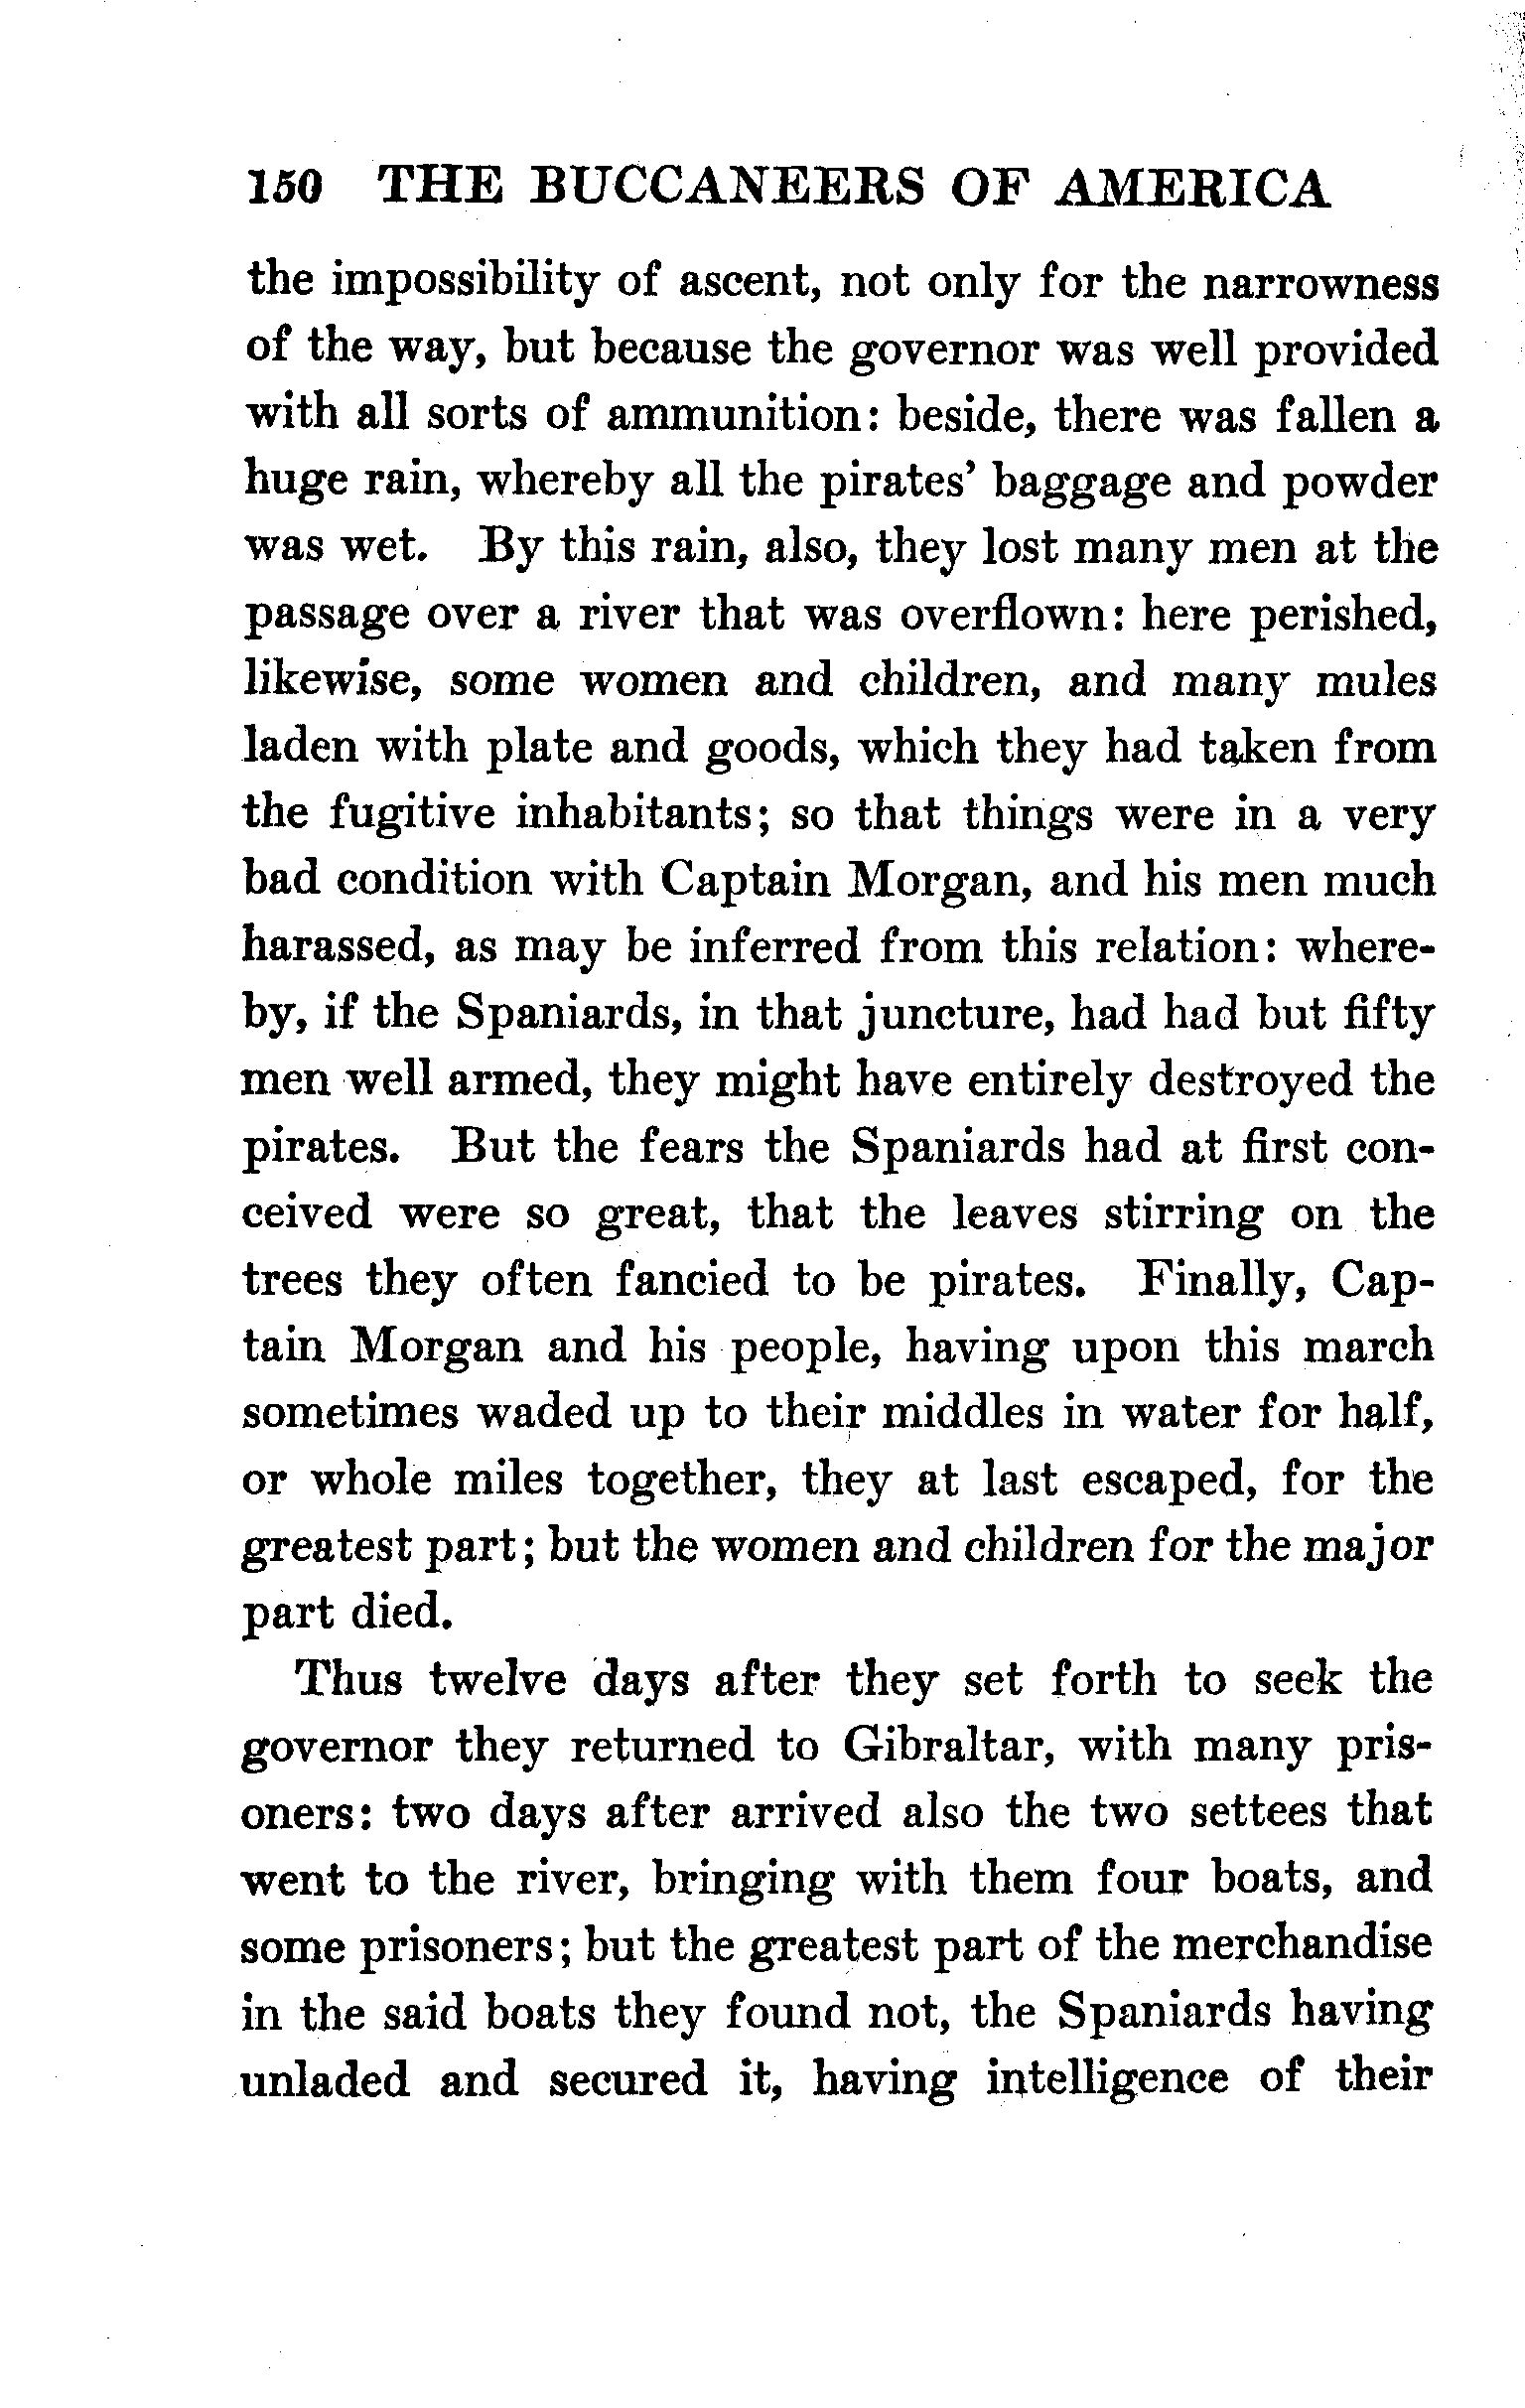 150 THE BUCCANEERS OF AMERICA
the impossibility of ascent, not only for the narrowness
of the way, but because the governor was well provided
with all sorts of ammunition: beside, there was fallen a
huge rain, whereby all the pirates' baggage and powder
was wet. By this rain, also, they lost many men at the
passage over a river that was overflown: here perished,
likewise, some women and children, and many mules
laden with plate and goods, which they had taken from
the fugitive inhabitants; so that things were in a very
bad condition with Captain Morgan, and his men much
harassed, as may be inferred from this relation: where-
by, if the Spaniards, in that juncture, had had but fifty
men well armed, they might have entirely destroyed the
pirates. But the fears the Spaniards had at first con-
ceived were so great, that the leaves stirring on the
trees they often fancied to be pirates. Finally, Cap-
tain Morgan and his people, having upon this march
sometimes waded up to their middles in water for half,
or whole miles together, they at last escaped, for the
greatest part; but the women and children for the major
part died.
Thus twelve days after they set forth to seek the
governor they returned to Gibraltar, with many pris-
oners: two days after arrived also the two settees that
went to the river, bringing with them four boats, and
some prisoners; but the greatest part of the merchandise
in the said boats they found not, the Spaniards having
unladed and secured it, having intelligence of their